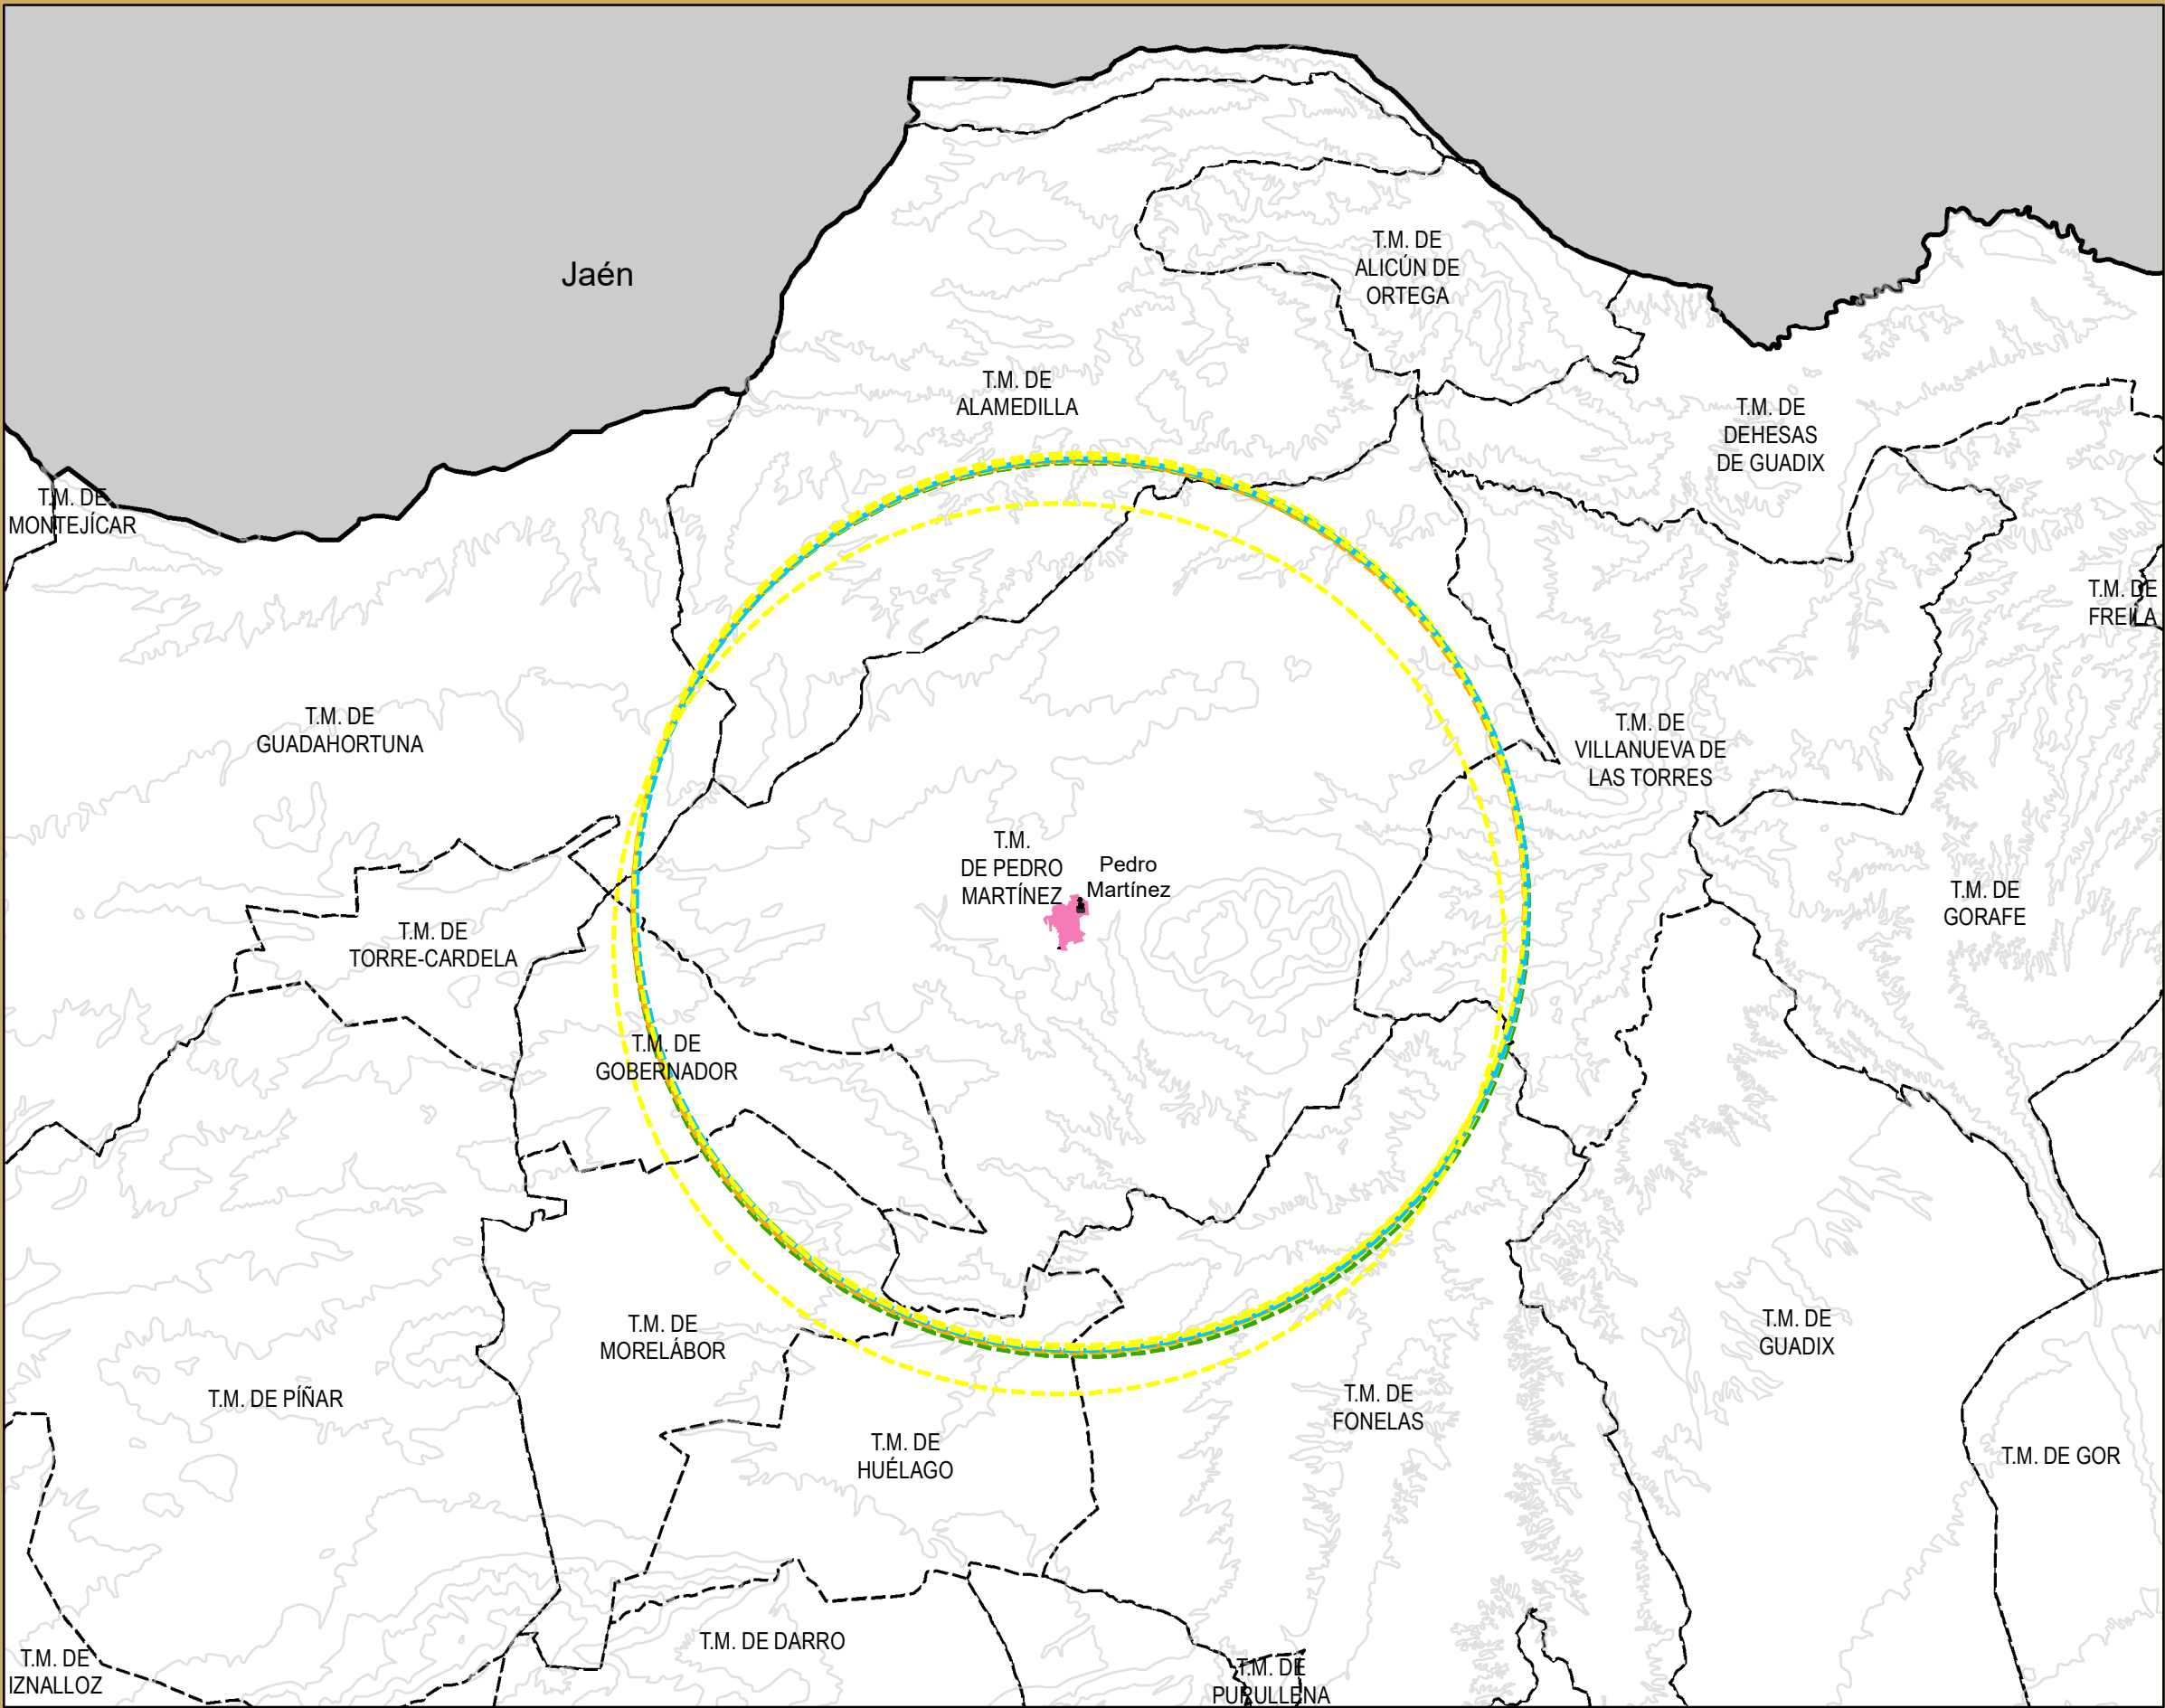 Jaén
T.M. DE
ALICÚN DE
ORTEGA
T.M. DE
ALAMEDILLA
T.M. DE
DEHESAS
DE GUADIX
T.M. DE
MONTEJÍCAR
T.M. DE
FREILA
T.M. DE
GUADAHORTUNA
T.M. DE
VILLANUEVA DE
LAS TORRES
T.M.
DE PEDRO
MARTÍNEZ
Pedro
Martínez
T.M. DE
GORAFE
T.M. DE
TORRE-CARDELA
T.M. DE
GOBERNADOR
T.M. DE
MORELÁBOR
T.M. DE
GUADIX
T.M. DE PÍÑAR
T.M. DE
FONELAS
T.M. DE
HUÉLAGO
T.M. DE GOR
T.M. DE DARRO
T.M. DE
IZNALLOZ
T.M. DE
PURULLENA